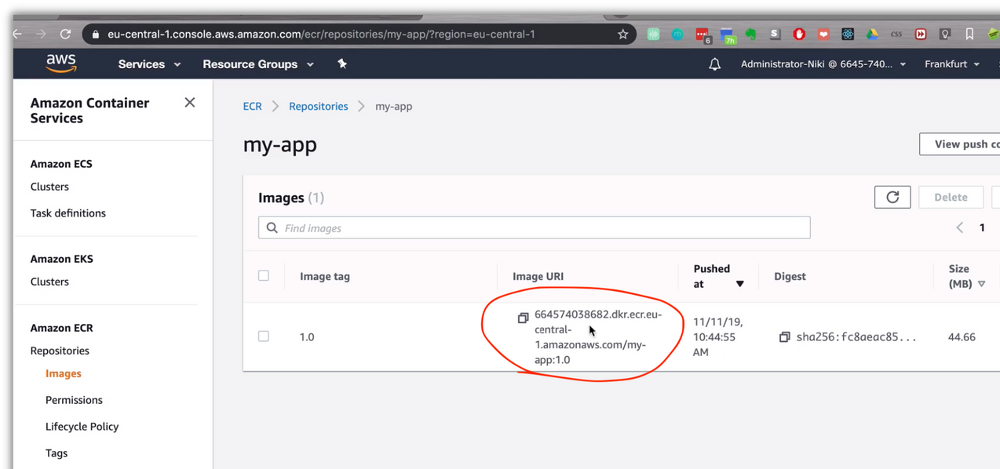 eu-central-1.console.aws.amazon.com/ecr/repositories/my-app/?region=eu-central-1
6
7h
S
css
aws
Services
Resource Groups
Administrator-Niki @ 6645-740...
Frankfurt
Amazon Container
Services
Amazon ECS
Clusters
Task definitions
Amazon EKS
Clusters
Amazon ECR
Repositories
Images
Permissions
Lifecycle Policy
Tags
ECR
Repositories
my-app
my-app
View push co
Images (1)
Delete
Find images
1
Image tag
Image URI
Pushed
at
Digest
Size
(MB)
1.0
664574038682.dkr.ecr.eu-
central-
1.amazonaws.com/my-
app:1.0
11/11/19,
10:44:55
AM
sha256:fc8aeac85...
44.66